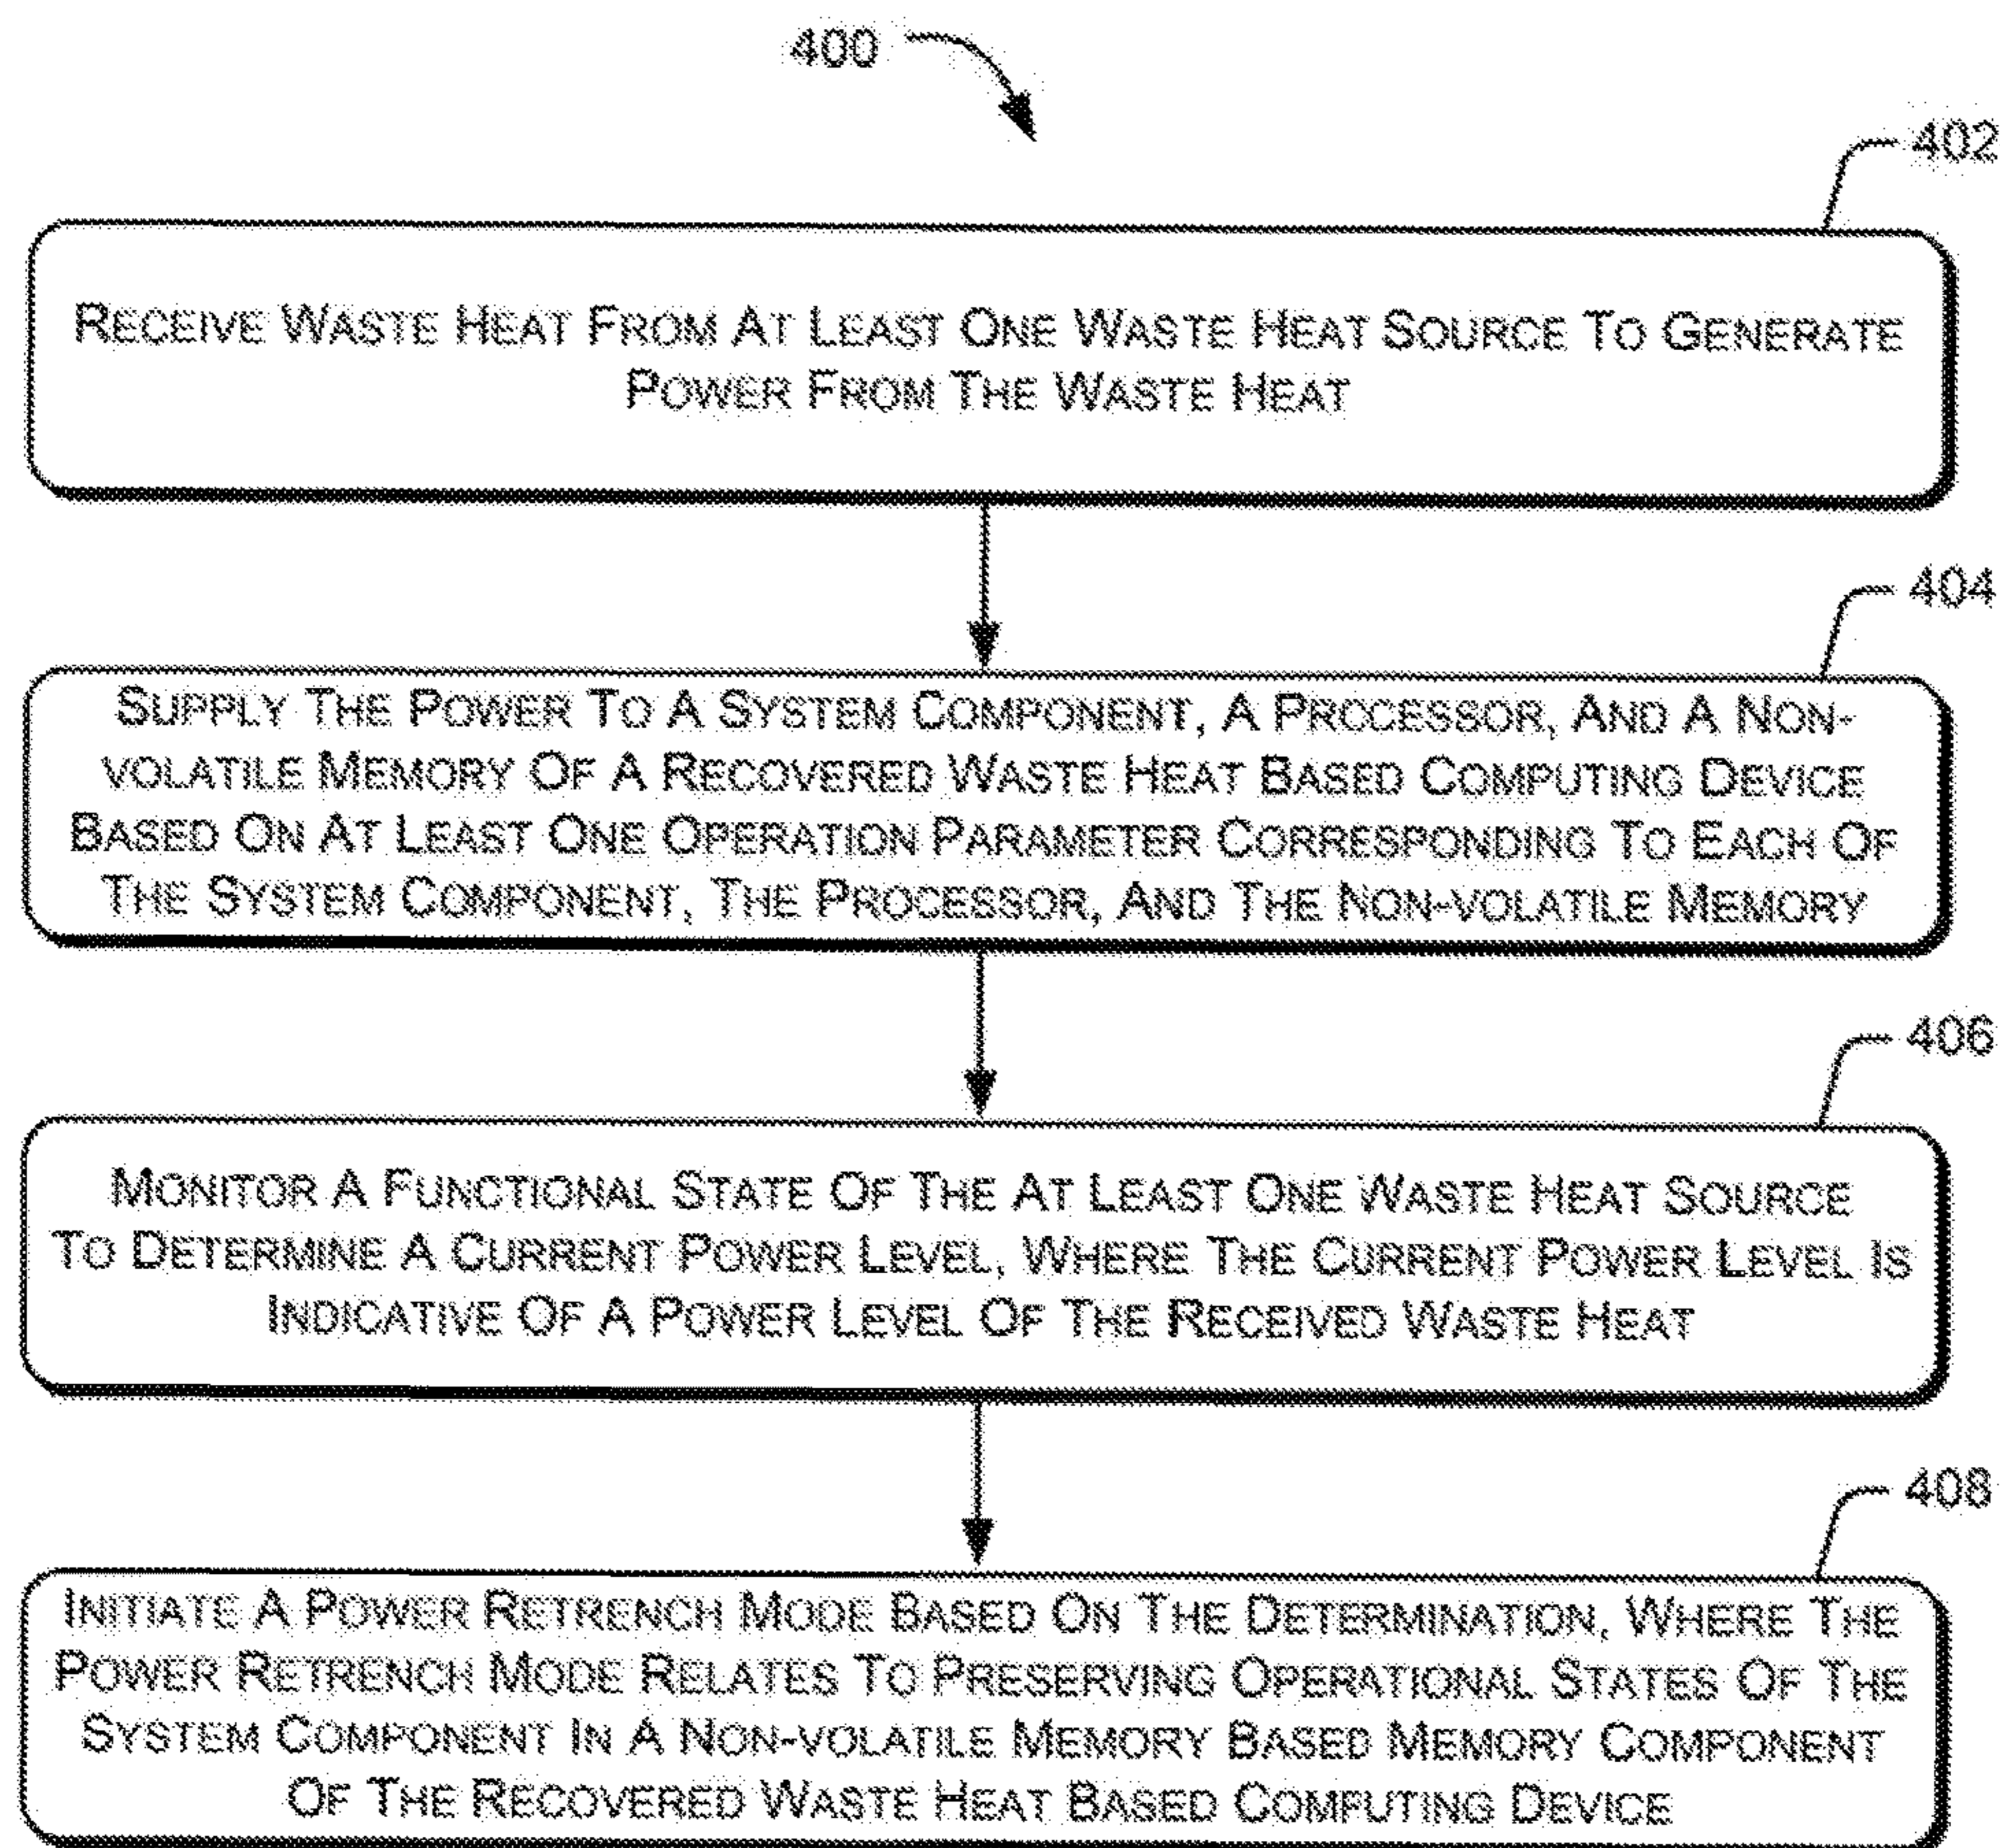 400
402
RECEIVE WASTE HEAT FROM AT LEAST ONE WASTE HEAT SOURCE TO GENERATE
POWER FROM THE WASTE HEAT
404
SUPPLY THE POWER TO A SYSTEM COMPONENT, A PROCESSOR, AND A NON-
VOLATILE MEMORY OF A RECOVERED WASTE HEAT BASED COMPUTING DEVICE
BASED ON AT LEAST ONE OPERATION PARAMETER CORRESPONDING TO EACH OF
THE SYSTEM COMPONENT, THE PROCESSOR, AND THE NON-VOLATILE MEMORY
406
MONITOR A FUNCTIONAL STATE OF THE AT LEAST ONE WASTE HEAT SOURCE
TO DETERMINE A CURRENT POWER LEVEL, WHERE THE CURRENT POWER LEVEL IS
INDICATIVE OF A POWER LEVEL OF THE RECEIVED WASTE HEAT
408
INITIATE A POWER RETRENCH MODE BASED ON THE DETERMINATION, WHERE THE
POWER RETRENCH MODE RELATES TO PRESERVING OPERATIONAL STATES OF THE
SYSTEM COMPONENT IN A NON-VOLATILE MEMORY BASED MEMORY COMPONENT
OF THE RECOVERED WASTE HEAT BASED COMPUTING DEVICE